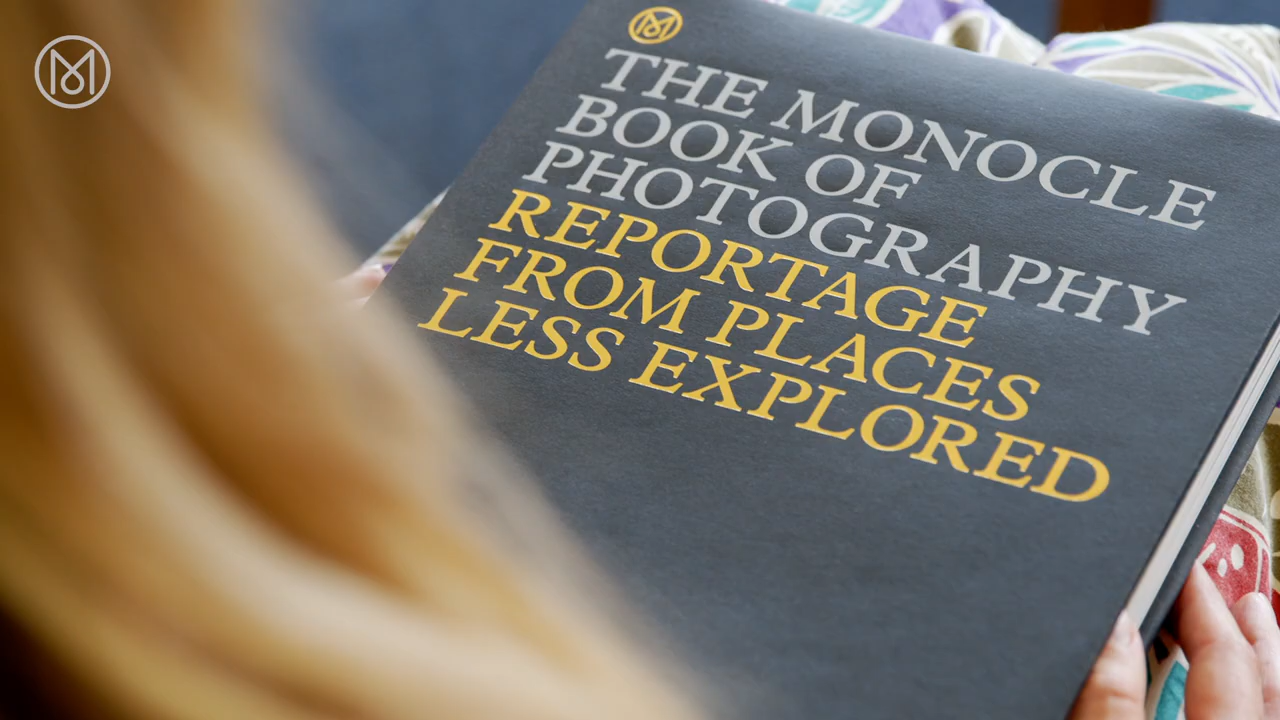 THE MONOCLE
BOOK OF
PHOTOGRAPHY
REPORTAGE
FROM PLACES
LESS EXPLORED